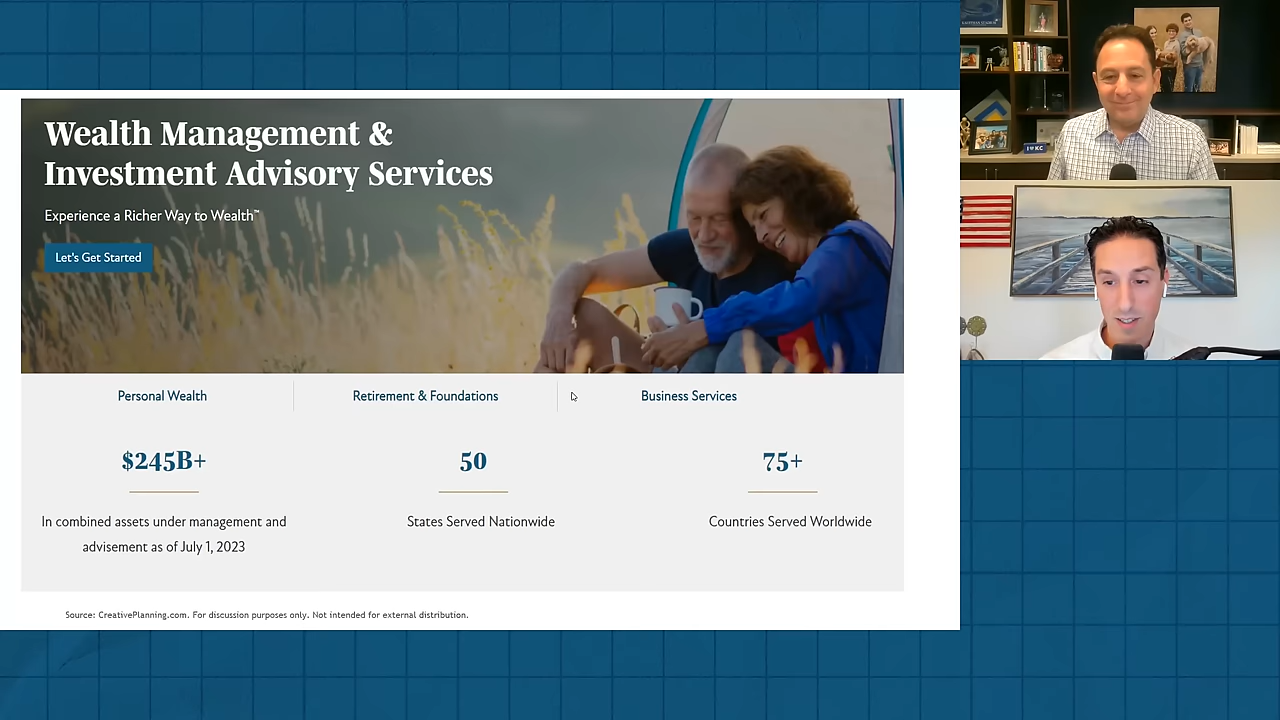 Wealth Management &
Investment Advisory Services
Experience a Richer Way to Wealth™
Let's Get Started
Personal Wealth
Retirement & Foundations
Business Services
$245B+
50
75+
In combined assets under management and
advisement as of July 1, 2023
States Served Nationwide
Countries Served Worldwide
Source: CreativePlanning.com. For discussion purposes only. Not intended for external distribution.
I ♥ KC